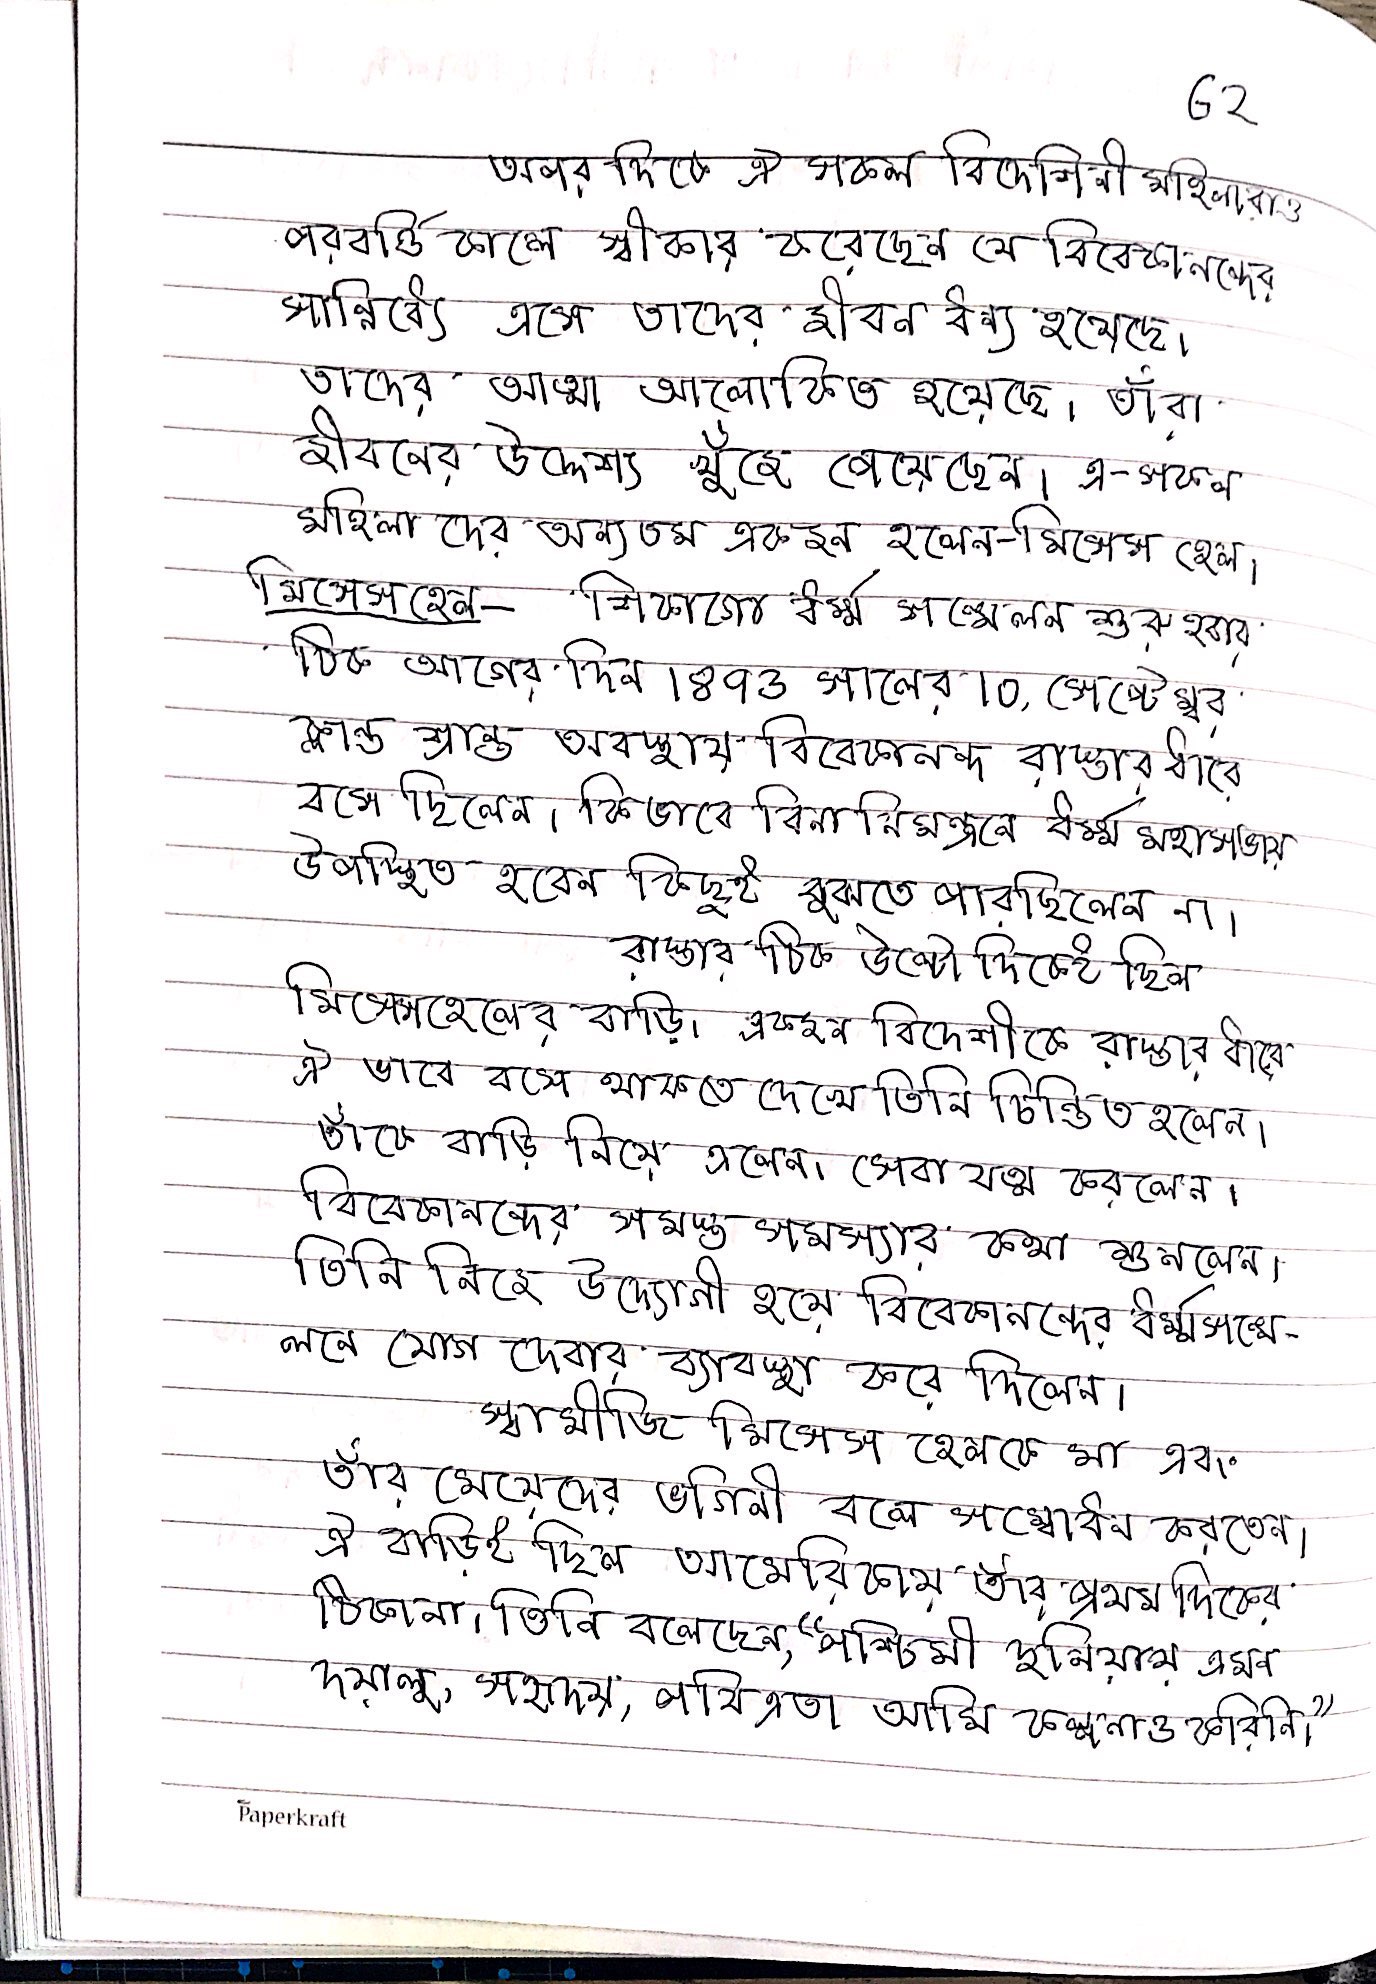 ৫২
অপর দিকে ঐ সকল বিদেশিনী মহিলারাও
পরবর্ত্তি কালে স্বীকার করেছেন যে বিবেকানন্দের
সান্নিধ্যে এসে তাদের জীবন ধন্য হয়েছে।
তাদের আত্মা আলোকিত হয়েছে। তাঁরা
জীবনের উদ্দেশ্য খুঁজে পেয়েছেন। এ-সকল
মহিলা দের অন্যতম একজন হলেন-মিসেস হেল।
মিসেসহেল- শিকাগো ধর্ম্ম সম্মেলন শুরু হবার
ঠিক আগের দিন 1893 সালের 10, সেপ্টেম্বর
ক্লান্ত শ্রান্ত অবস্থায় বিবেকানন্দ রাস্তার ধারে
বসে ছিলেন। কিভাবে বিনা নিমন্ত্রনে ধর্ম্ম মহাসভায়
উপস্থিত হবেন কিছুই বুঝতে পারছিলেন না।
রাস্তার ঠিক উল্টো দিকেই ছিল
মিসেসহেলের বাড়ি। একজন বিদেশীকে রাস্তার ধারে
ঐ ভাবে বসে থাকতে দেখে তিনি চিন্তিত হলেন।
তাঁকে বাড়ি নিয়ে এলেন। সেবা যত্ম করলেন।
বিবেকানন্দের সমস্ত সমস্যার কথা শুনলেন।
তিনি নিজে উদ্যোগী হয়ে বিবেকানন্দের ধর্ম্মসম্মে-
লনে যোগ দেবার ব্যাবস্থা করে দিলেন।
স্বামীজি মিসেস হেলকে মা এবং
তাঁর মেয়েদের ভগিনী বলে সম্বোধন করতেন।
ঐ বাড়িই ছিল আমেরিকায় তাঁর প্রথম দিকের
ঠিকানা। তিনি বলেছেন, “পশ্চিমী দুনিয়ায় এমন
দয়ালু, সহৃদয়, পবিত্রতা আমি কল্পনাও করিনি।”
Paperkraft